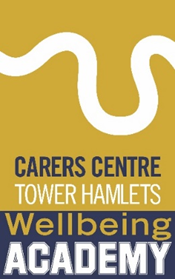 CARERS CENTRE
TOWER HAMLETS
Wellbeing
ACADEMY